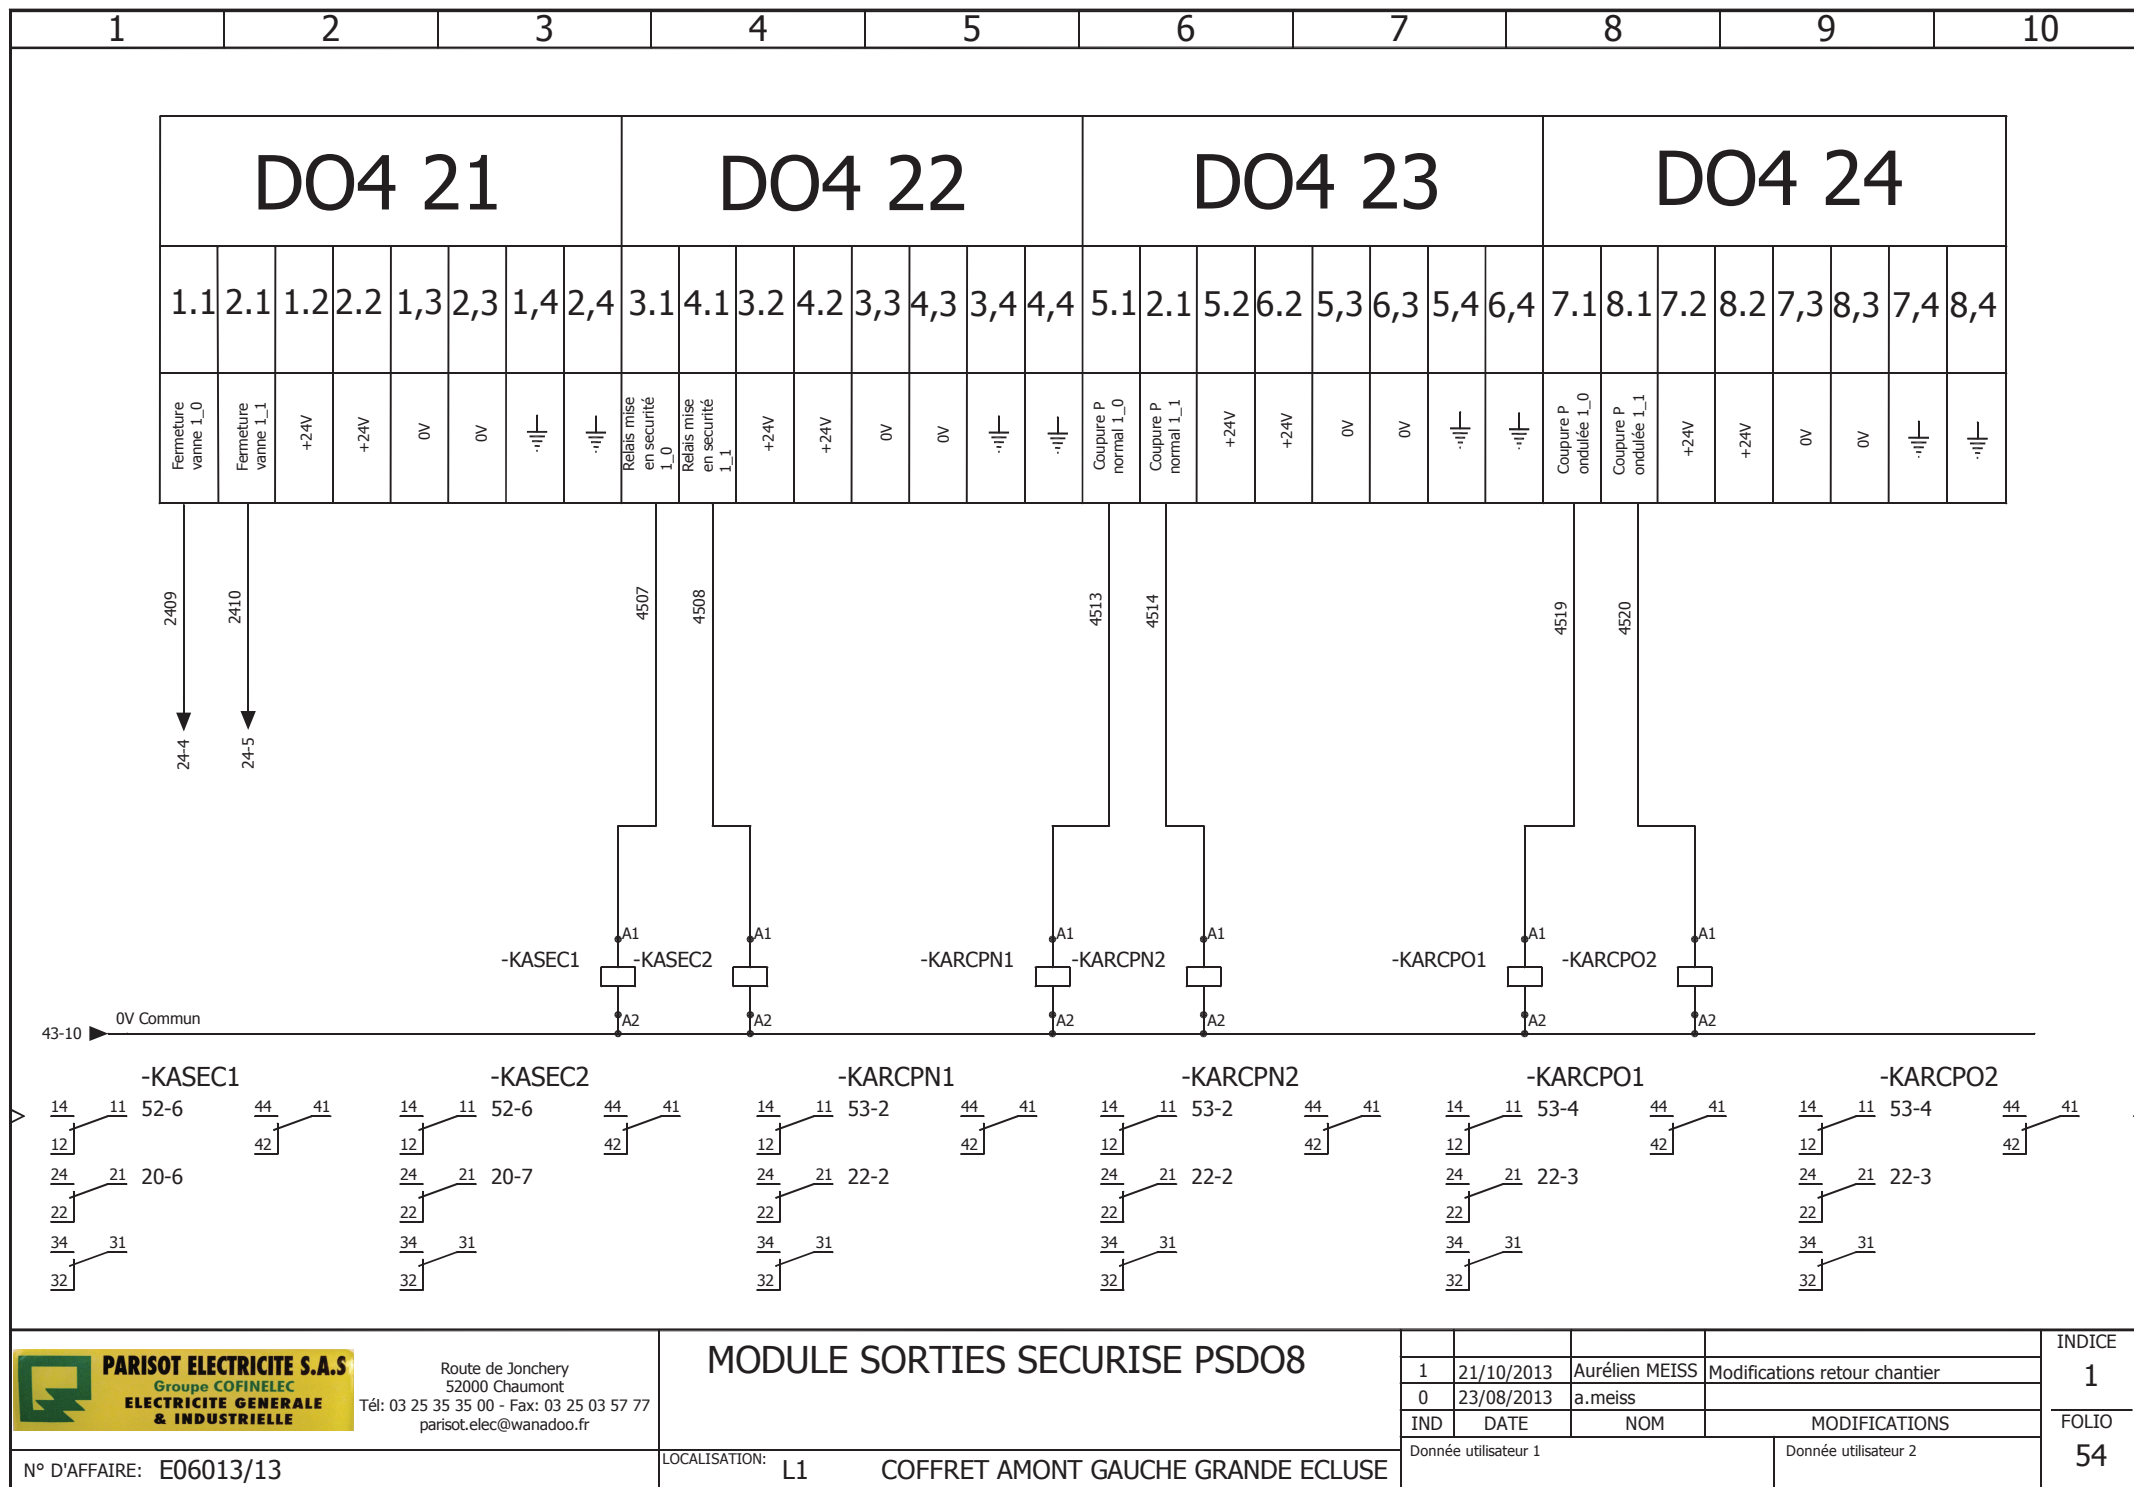 1 2 3 4 5 6 7 8 9 10
DO4 21 DO4 22 DO4 23 DO4 24
1.1 2.1 1.2 2.2 1,3 2,3 1,4 2,4 3.1 4.1 3.2 4.2 3,3 4,3 3,4 4,4 5.1 2.1 5.2 6.2 5,3 6,3 5,4 6,4 7.1 8.1 7.2 8.2 7,3 8,3 7,4 8,4
Fermeture
vanne 1_0
Fermeture
vanne 1_1
+24V
+24V
0V
0V
Relais mise
en securité
1_0
Relais mise
en securité
1_1
+24V
+24V
0V
0V
Coupure P
normal 1_0
Coupure P
normal 1_1
+24V
+24V
0V
0V
Coupure P
ondulée 1_0
Coupure P
ondulée 1_1
+24V
+24V
0V
0V
2409 2410 4507 4508 4513 4514 4519 4520
24-4 24-5
A1 A1 A1 A1 A1 A1
-KASEC1 -KASEC2 -KARCPN1 -KARCPN2 -KARCPO1 -KARCPO2
A2 A2 A2 A2 A2 A2
43-10 0V Commun
-KASEC1 -KASEC2 -KARCPN1 -KARCPN2 -KARCPO1 -KARCPO2
14 11 52-6 44 41 14 11 52-6 44 41 14 11 53-2 44 41 14 11 53-2 44 41 14 11 53-4 44 41 14 11 53-4 44 41
12 42 12 42 12 42 12 42 12 42 12 42
24 21 20-6 24 21 20-7 24 21 22-2 24 21 22-2 24 21 22-3 24 21 22-3
22 22 22 22 22 22
34 31 34 31 34 31 34 31 34 31 34 31
32 32 32 32 32 32
PARISOT ELECTRICITE S.A.S
Groupe COFINELEC
ELECTRICITE GENERALE
& INDUSTRIELLE
Route de Jonchery
52000 Chaumont
Tél: 03 25 35 35 00 - Fax: 03 25 03 57 77
parisot.elec@wanadoo.fr
N° D'AFFAIRE: E06013/13
MODULE SORTIES SECURISE PSDO8
LOCALISATION: L1 COFFRET AMONT GAUCHE GRANDE ECLUSE
1 21/10/2013 Aurélien MEISS Modifications retour chantier
0 23/08/2013 a.meiss
IND DATE NOM MODIFICATIONS
Donnée utilisateur 1 Donnée utilisateur 2
INDICE
1
FOLIO
54